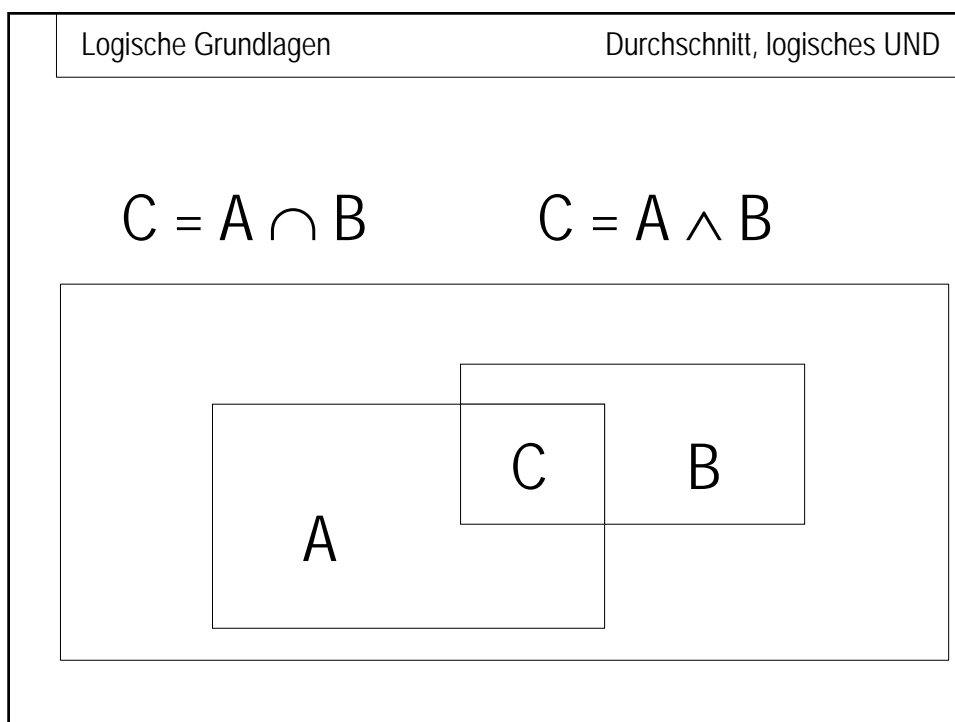 Logische Grundlagen Durchschnitt, logisches UND
C = A ∩ B C = A ∧ B
C B
A